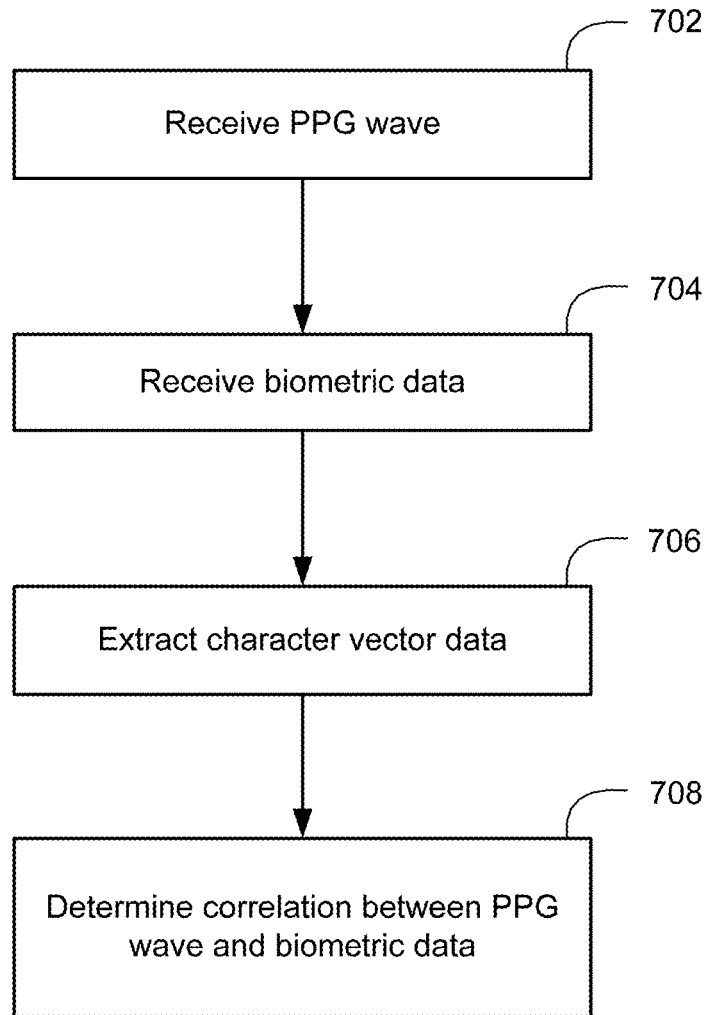 702
Receive PPG wave
704
Receive biometric data
706
Extract character vector data
708
Determine correlation between PPG
wave and biometric data